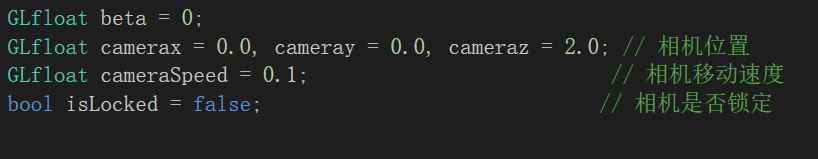 GLfloat beta = 0;
GLfloat camerax = 0.0, cameray = 0.0, cameraz = 2.0; // 相机位置
GLfloat cameraSpeed = 0.1; // 相机移动速度
bool isLocked = false; // 相机是否锁定